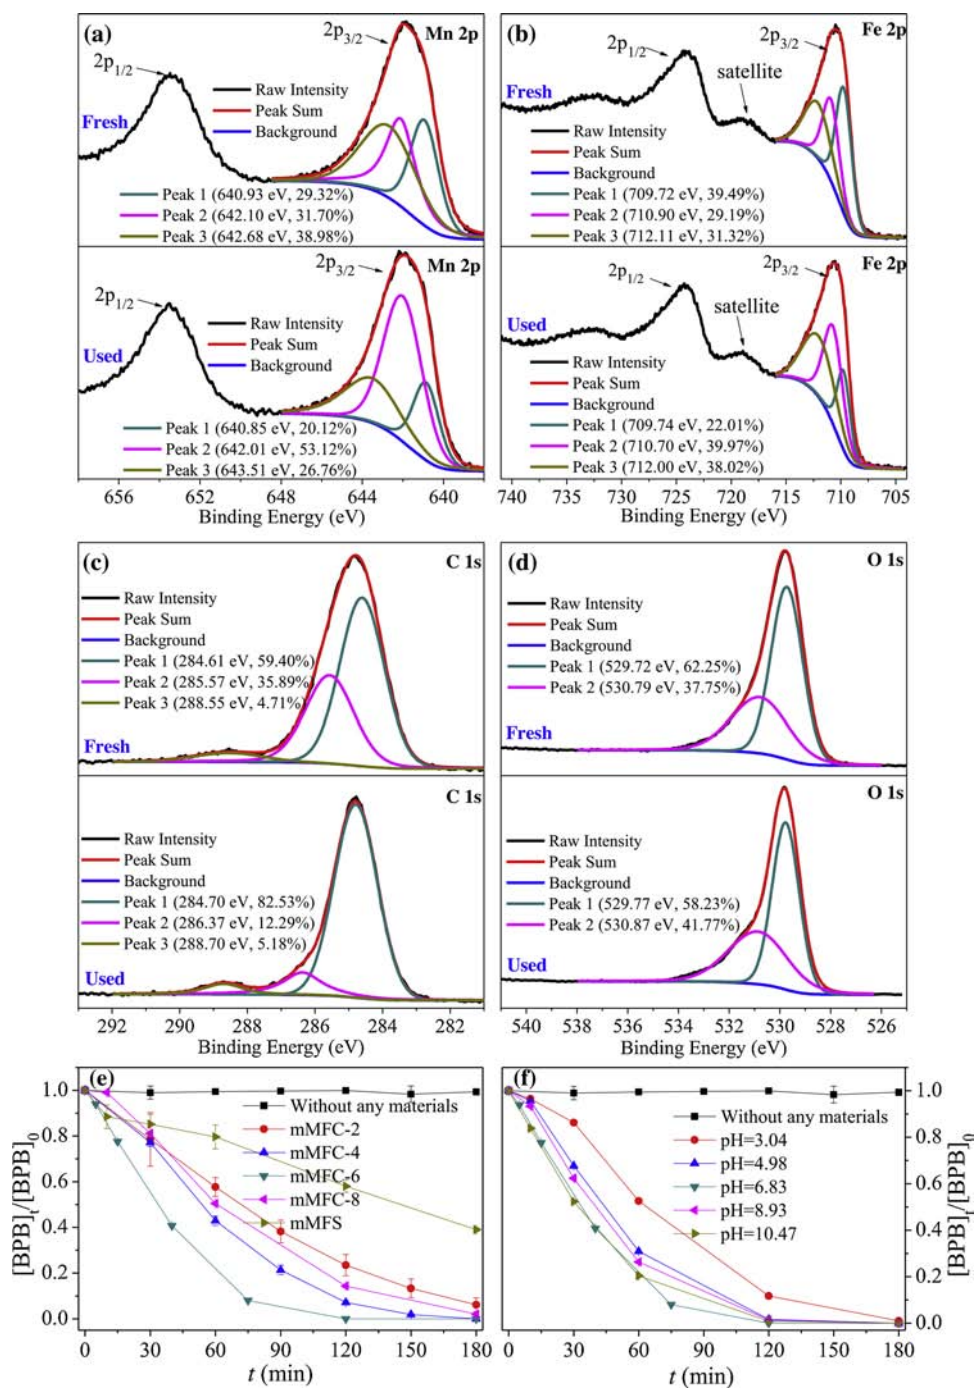 (a)
2p3/2
Mn 2p
2p1/2
Raw Intensity
Peak Sum
Background
Fresh
Peak 1 (640.93 eV, 29.32%)
Peak 2 (642.10 eV, 31.70%)
Peak 3 (642.68 eV, 38.98%)
2p3/2
Mn 2p
2p1/2
Raw Intensity
Peak Sum
Background
Used
Peak 1 (640.85 eV, 20.12%)
Peak 2 (642.01 eV, 53.12%)
Peak 3 (643.51 eV, 26.76%)
656 652 648 644 640
Binding Energy (eV)
(b)
2p1/2
2p3/2
Fe 2p
satellite
Fresh
Raw Intensity
Peak Sum
Background
Peak 1 (709.72 eV, 39.49%)
Peak 2 (710.90 eV, 29.19%)
Peak 3 (712.11 eV, 31.32%)
2p1/2
2p3/2
Fe 2p
satellite
Used
Raw Intensity
Peak Sum
Background
Peak 1 (709.74 eV, 22.01%)
Peak 2 (710.70 eV, 39.97%)
Peak 3 (712.00 eV, 38.02%)
740 735 730 725 720 715 710 705
Binding Energy (eV)
(c)
C 1s
Raw Intensity
Peak Sum
Background
Peak 1 (284.61 eV, 59.40%)
Peak 2 (285.57 eV, 35.89%)
Peak 3 (288.55 eV, 4.71%)
Fresh
C 1s
Raw Intensity
Peak Sum
Background
Peak 1 (284.70 eV, 82.53%)
Peak 2 (286.37 eV, 12.29%)
Peak 3 (288.70 eV, 5.18%)
Used
292 290 288 286 284 282
Binding Energy (eV)
(d)
O 1s
Raw Intensity
Peak Sum
Background
Peak 1 (529.72 eV, 62.25%)
Peak 2 (530.79 eV, 37.75%)
Fresh
O 1s
Raw Intensity
Peak Sum
Background
Peak 1 (529.77 eV, 58.23%)
Peak 2 (530.87 eV, 41.77%)
Used
540 538 536 534 532 530 528 526
Binding Energy (eV)
(e)
1.0
0.8
0.6
0.4
0.2
0.0
[BPB]t/[BPB]0
Without any materials
mMFC-2
mMFC-4
mMFC-6
mMFC-8
mMFS
0 30 60 90 120 150 180
t (min)
(f)
Without any materials
pH=3.04
pH=4.98
pH=6.83
pH=8.93
pH=10.47
1.0
0.8
0.6
0.4
0.2
0.0
[BPB]t/[BPB]0
0 30 60 90 120 150 180
t (min)